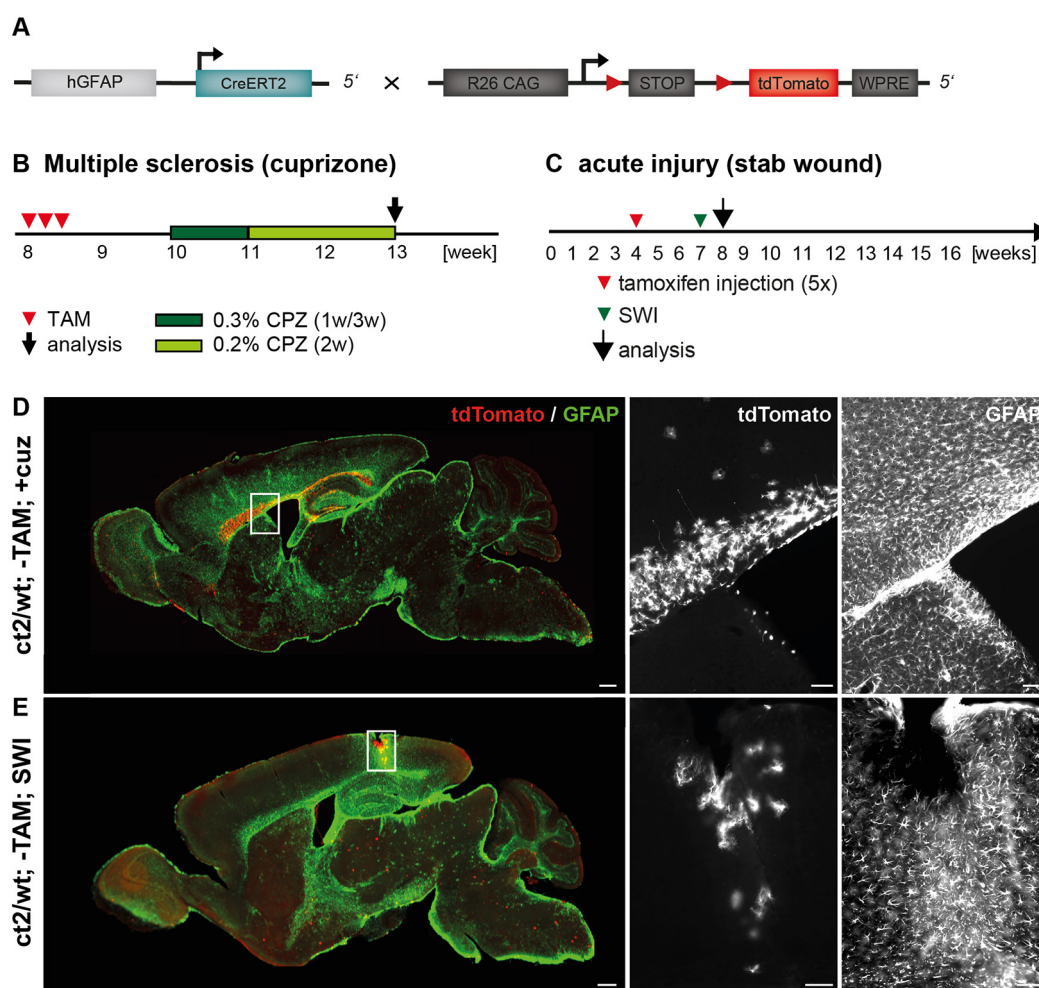 A
hGFAP CreERT2 5' × R26 CAG STOP tdTomato WPRE 5'
B Multiple sclerosis (cuprizone)
8 9 10 11 12 13 [week]
TAM
analysis
0.3% CPZ (1w/3w)
0.2% CPZ (2w)
C acute injury (stab wound)
0 1 2 3 4 5 6 7 8 9 10 11 12 13 14 15 16 [weeks]
tamoxifen injection (5x)
SWI
analysis
D
ct2/wt; -TAM; +cuz
tdTomato / GFAP
tdTomato
GFAP
E
ct2/wt; -TAM; SWI